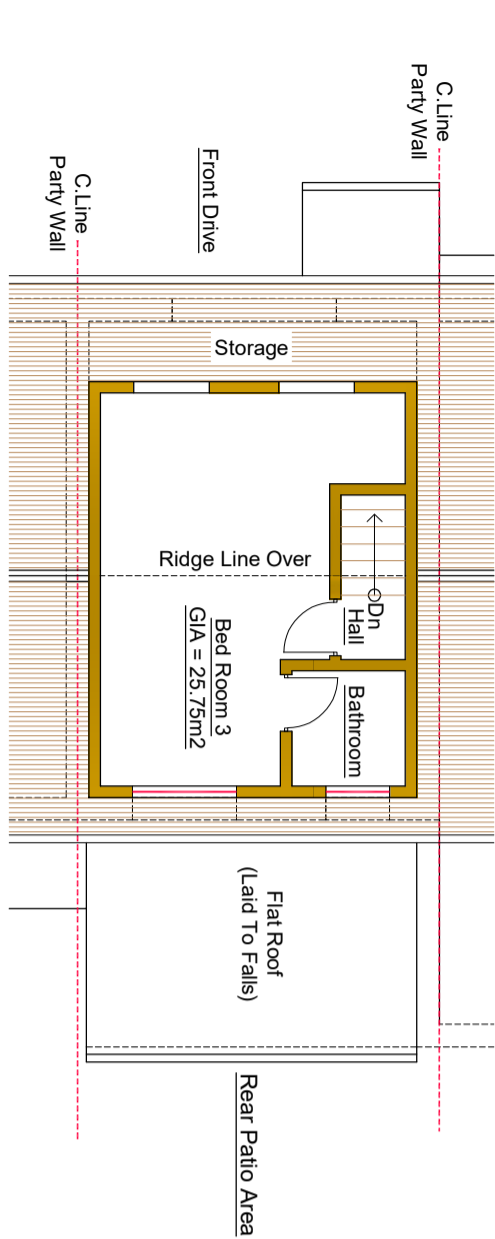 C.Line
Party Wall
C.Line
Party Wall
Front Drive
Storage
Ridge Line Over
Dn
Hall
Bed Room 3
GIA = 25.75m2
Bathroom
Flat Roof
(Laid To Falls)
Rear Patio Area